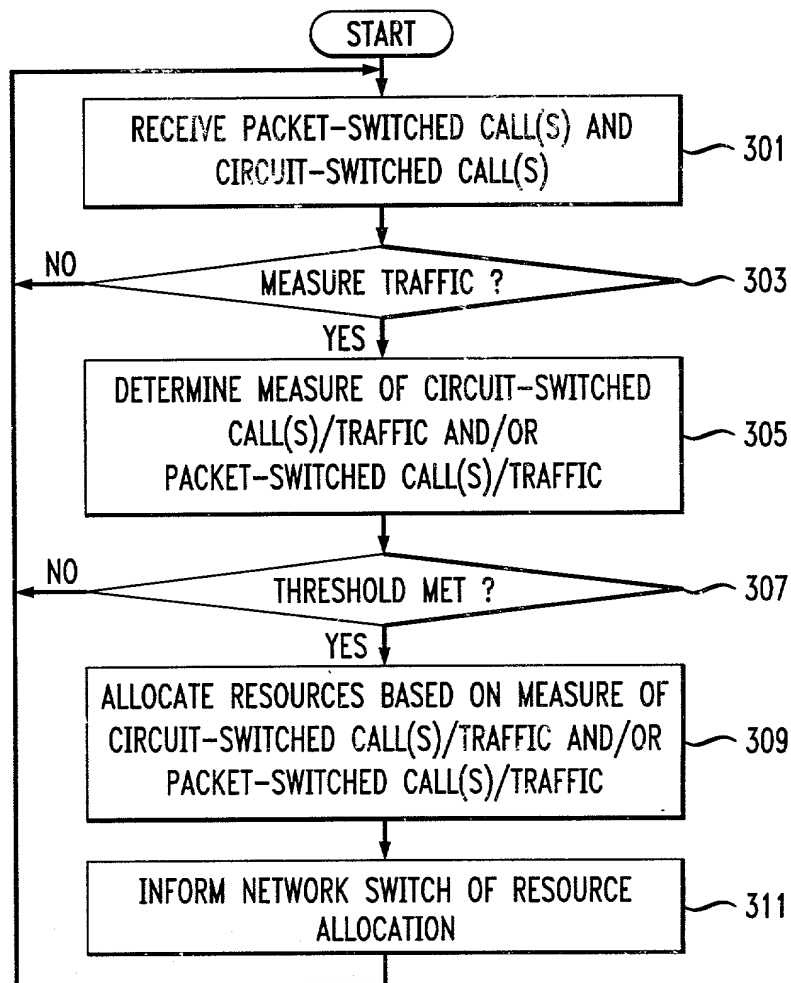 START
RECEIVE PACKET-SWITCHED CALL(S) AND
CIRCUIT-SWITCHED CALL(S)
301
NO
MEASURE TRAFFIC ?
303
YES
DETERMINE MEASURE OF CIRCUIT-SWITCHED
CALL(S)/TRAFFIC AND/OR
PACKET-SWITCHED CALL(S)/TRAFFIC
305
NO
THRESHOLD MET ?
307
YES
ALLOCATE RESOURCES BASED ON MEASURE OF
CIRCUIT-SWITCHED CALL(S)/TRAFFIC AND/OR
PACKET-SWITCHED CALL(S)/TRAFFIC
309
INFORM NETWORK SWITCH OF RESOURCE
ALLOCATION
311